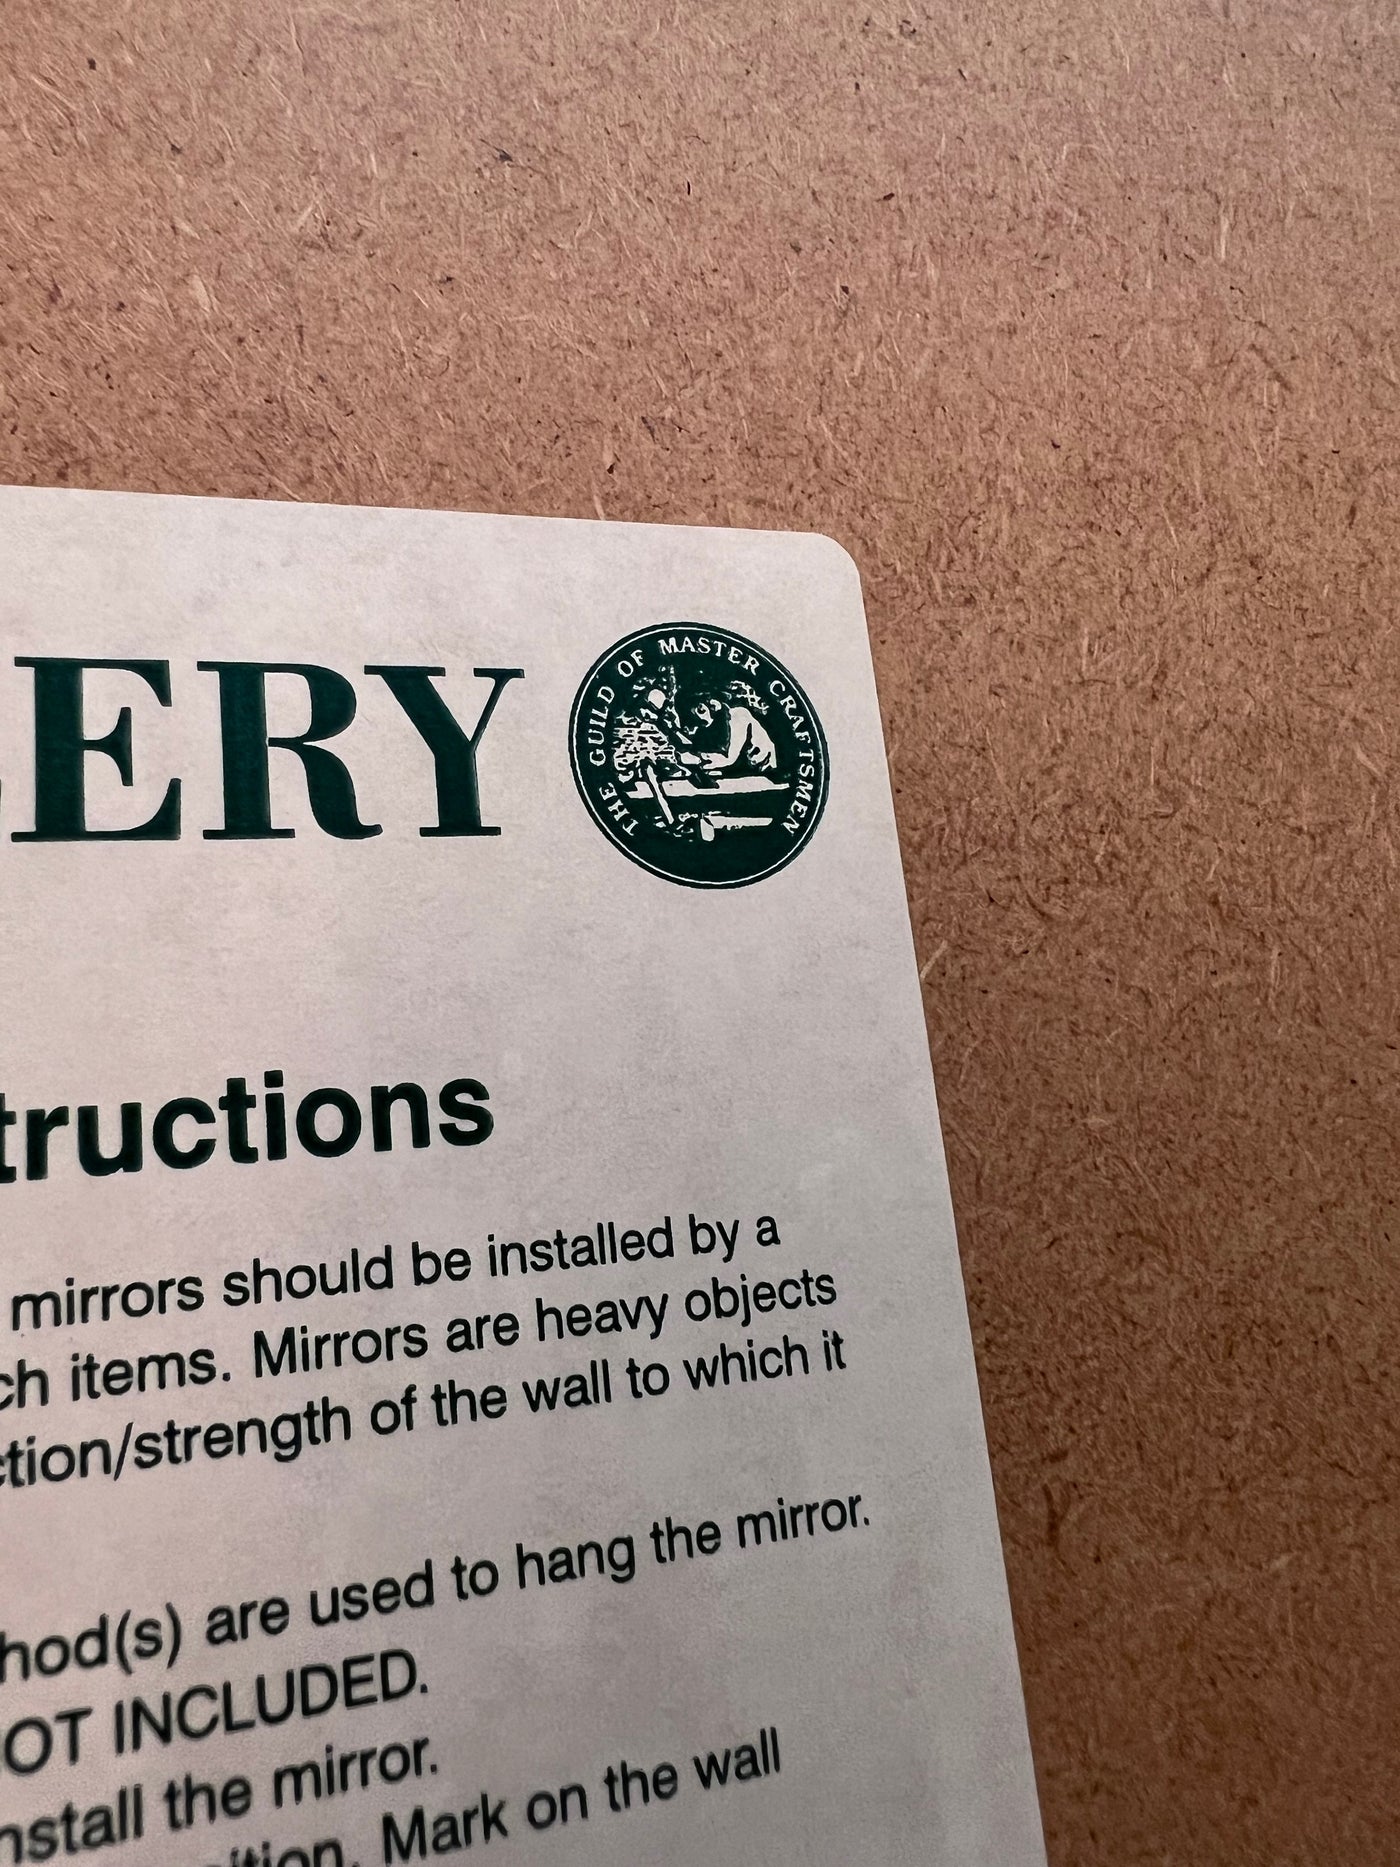 ERY
THE GUILD OF MASTER CRAFTSMEN
tructions
mirrors should be installed by a
ch items. Mirrors are heavy objects
ction/strength of the wall to which it
hod(s) are used to hang the mirror.
OT INCLUDED.
nstall the mirror.
ition. Mark on the wall